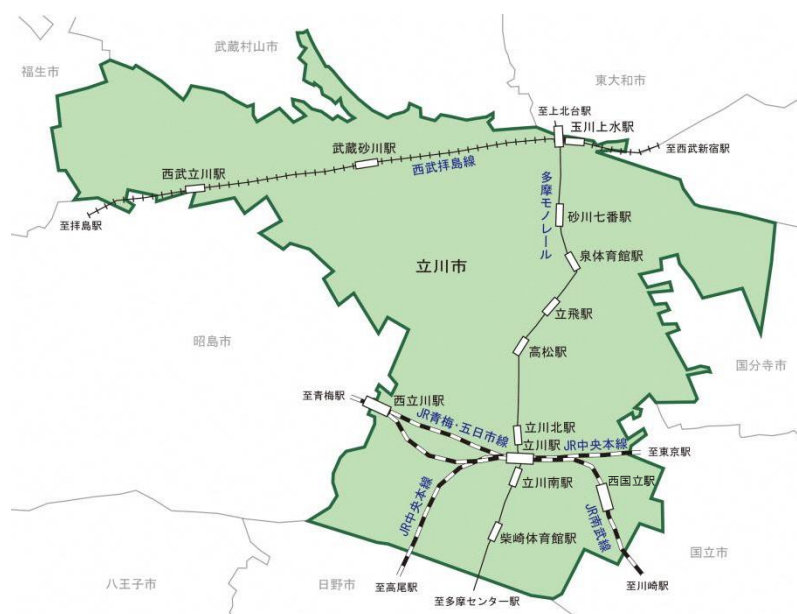 武蔵村山市
福生市
東大和市
至上北台駅
玉川上水駅
至西武新宿駅
武蔵砂川駅
西武拝島線
西武立川駅
至拝島駅
多摩モノレール
砂川七番駅
泉体育館駅
立川市
立飛駅
昭島市
高松駅
国分寺市
至青梅駅
西立川駅
JR青梅・五日市線
立川北駅
立川駅
JR中央本線
至東京駅
立川南駅
西国立駅
JR中央本線
JR南武線
柴崎体育館駅
国立市
八王子市
日野市
至高尾駅
至川崎駅
至多摩センター駅